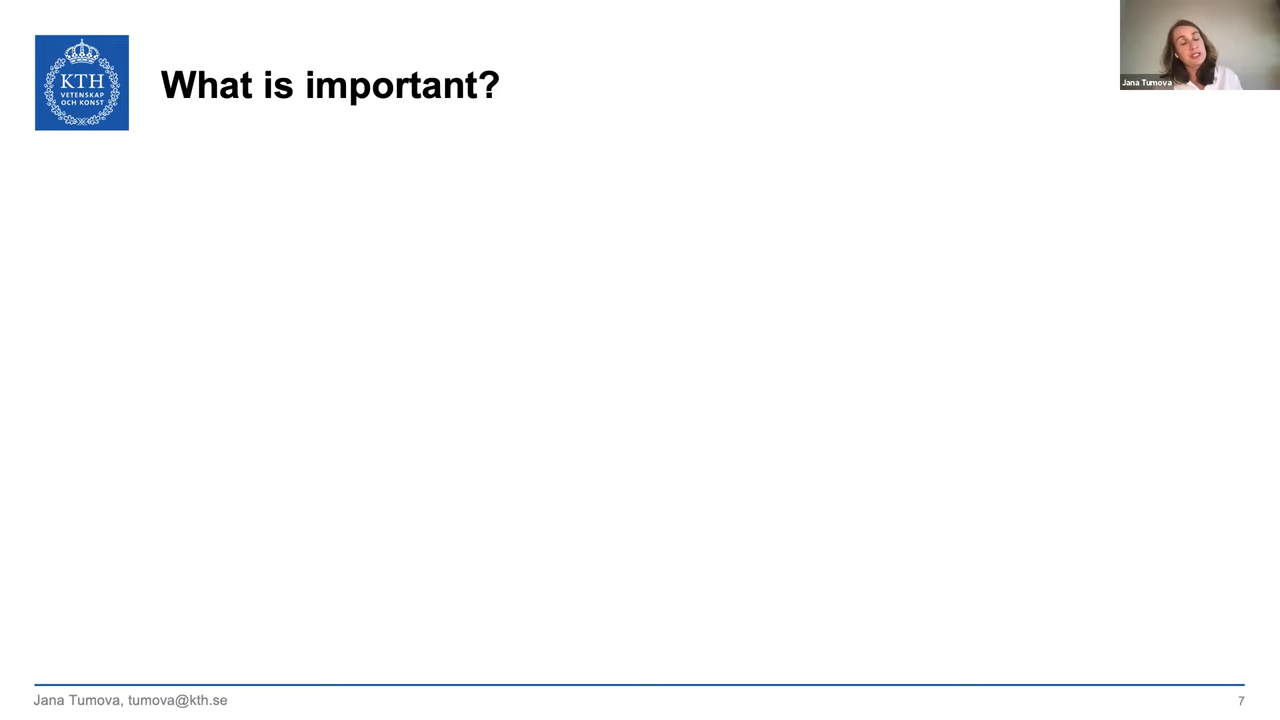 KTH
VETENSKAP
OCH KONST
What is important?
Jana Tumova
Jana Tumova, tumova@kth.se
7